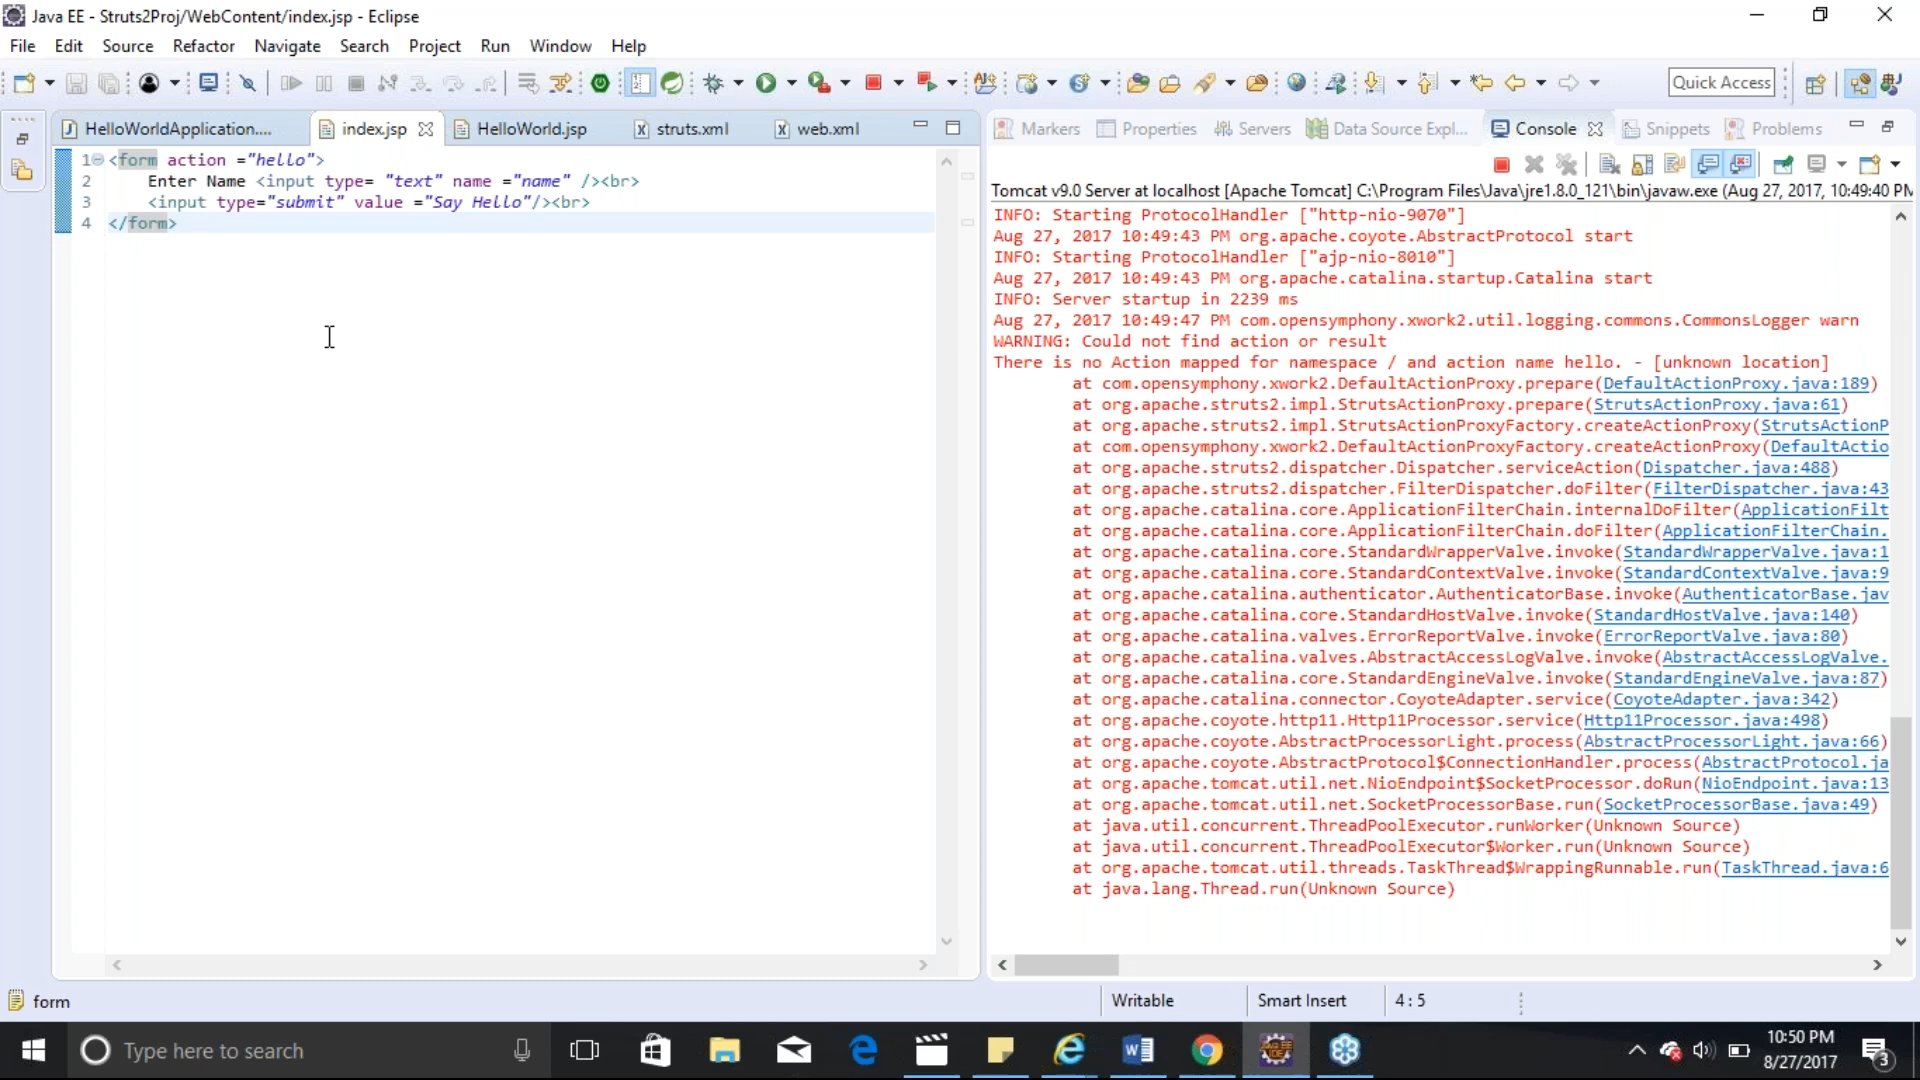 Java EE - Struts2Proj/WebContent/index.jsp - Eclipse
File Edit Source Refactor Navigate Search Project Run Window Help
Quick Access
HelloWorldApplication.... index.jsp HelloWorld.jsp struts.xml web.xml
Markers Properties Servers Data Source Expl... Console Snippets Problems
1 <form action ="hello">
2 Enter Name <input type= "text" name ="name" /><br>
3 <input type="submit" value ="Say Hello"/><br>
4 </form>
Tomcat v9.0 Server at localhost [Apache Tomcat] C:\Program Files\Java\jre1.8.0_121\bin\javaw.exe (Aug 27, 2017, 10:49:40 PM
INFO: Starting ProtocolHandler ["http-nio-9070"]
Aug 27, 2017 10:49:43 PM org.apache.coyote.AbstractProtocol start
INFO: Starting ProtocolHandler ["ajp-nio-8010"]
Aug 27, 2017 10:49:43 PM org.apache.catalina.startup.Catalina start
INFO: Server startup in 2239 ms
Aug 27, 2017 10:49:47 PM com.opensymphony.xwork2.util.logging.commons.CommonsLogger warn
WARNING: Could not find action or result
There is no Action mapped for namespace / and action name hello. - [unknown location]
at com.opensymphony.xwork2.DefaultActionProxy.prepare(DefaultActionProxy.java:189)
at org.apache.struts2.impl.StrutsActionProxy.prepare(StrutsActionProxy.java:61)
at org.apache.struts2.impl.StrutsActionProxyFactory.createActionProxy(StrutsActionP
at com.opensymphony.xwork2.DefaultActionProxyFactory.createActionProxy(DefaultActio
at org.apache.struts2.dispatcher.Dispatcher.serviceAction(Dispatcher.java:488)
at org.apache.struts2.dispatcher.FilterDispatcher.doFilter(FilterDispatcher.java:43
at org.apache.catalina.core.ApplicationFilterChain.internalDoFilter(ApplicationFilt
at org.apache.catalina.core.ApplicationFilterChain.doFilter(ApplicationFilterChain.
at org.apache.catalina.core.StandardWrapperValve.invoke(StandardWrapperValve.java:1
at org.apache.catalina.core.StandardContextValve.invoke(StandardContextValve.java:9
at org.apache.catalina.authenticator.AuthenticatorBase.invoke(AuthenticatorBase.jav
at org.apache.catalina.core.StandardHostValve.invoke(StandardHostValve.java:140)
at org.apache.catalina.valves.ErrorReportValve.invoke(ErrorReportValve.java:80)
at org.apache.catalina.valves.AbstractAccessLogValve.invoke(AbstractAccessLogValve.
at org.apache.catalina.core.StandardEngineValve.invoke(StandardEngineValve.java:87)
at org.apache.catalina.connector.CoyoteAdapter.service(CoyoteAdapter.java:342)
at org.apache.coyote.http11.Http11Processor.service(Http11Processor.java:498)
at org.apache.coyote.AbstractProcessorLight.process(AbstractProcessorLight.java:66)
at org.apache.coyote.AbstractProtocol$ConnectionHandler.process(AbstractProtocol.ja
at org.apache.tomcat.util.net.NioEndpoint$SocketProcessor.doRun(NioEndpoint.java:13
at org.apache.tomcat.util.net.SocketProcessorBase.run(SocketProcessorBase.java:49)
at java.util.concurrent.ThreadPoolExecutor.runWorker(Unknown Source)
at java.util.concurrent.ThreadPoolExecutor$Worker.run(Unknown Source)
at org.apache.tomcat.util.threads.TaskThread$WrappingRunnable.run(TaskThread.java:6
at java.lang.Thread.run(Unknown Source)
form Writable Smart Insert 4 : 5
Type here to search
10:50 PM
8/27/2017
3